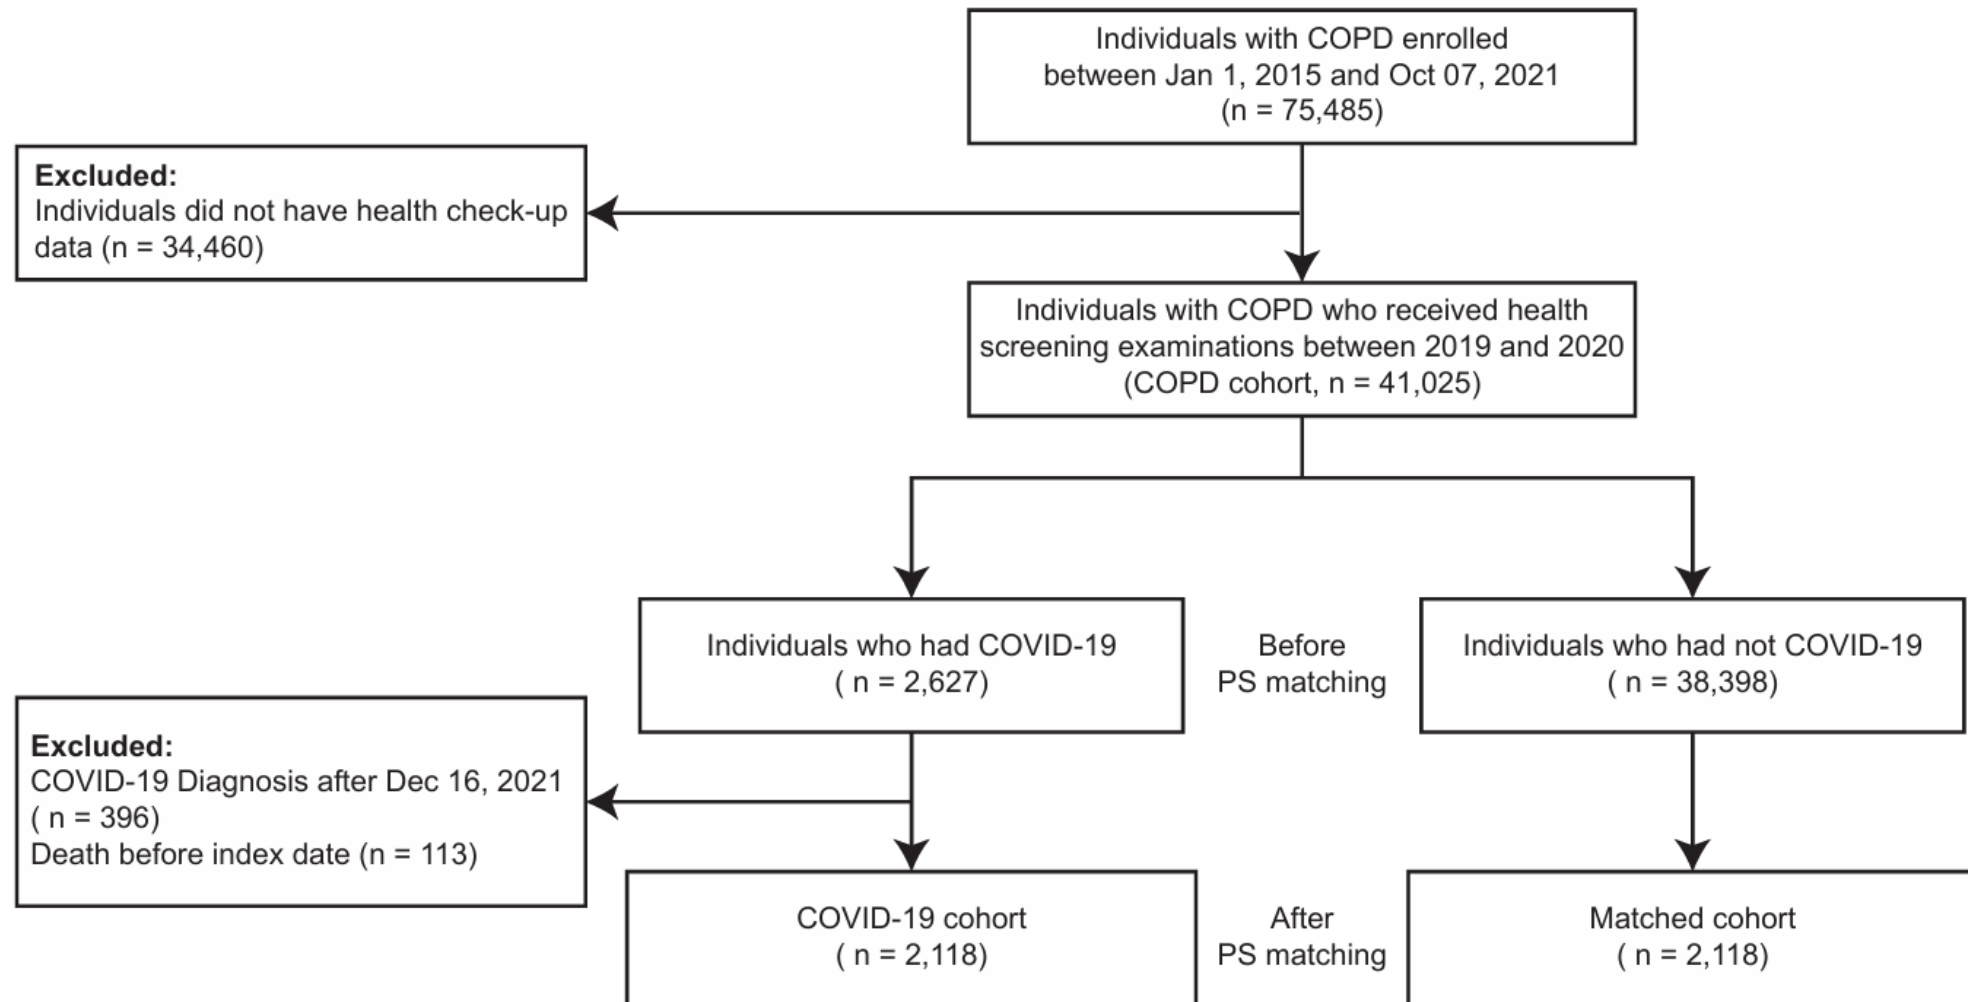 Individuals with COPD enrolled
between Jan 1, 2015 and Oct 07, 2021
(n = 75,485)
Excluded:
Individuals did not have health check-up
data (n = 34,460)
Individuals with COPD who received health
screening examinations between 2019 and 2020
(COPD cohort, n = 41,025)
Individuals who had COVID-19
( n = 2,627)
Before
PS matching
Individuals who had not COVID-19
( n = 38,398)
Excluded:
COVID-19 Diagnosis after Dec 16, 2021
( n = 396)
Death before index date (n = 113)
COVID-19 cohort
( n = 2,118)
After
PS matching
Matched cohort
( n = 2,118)